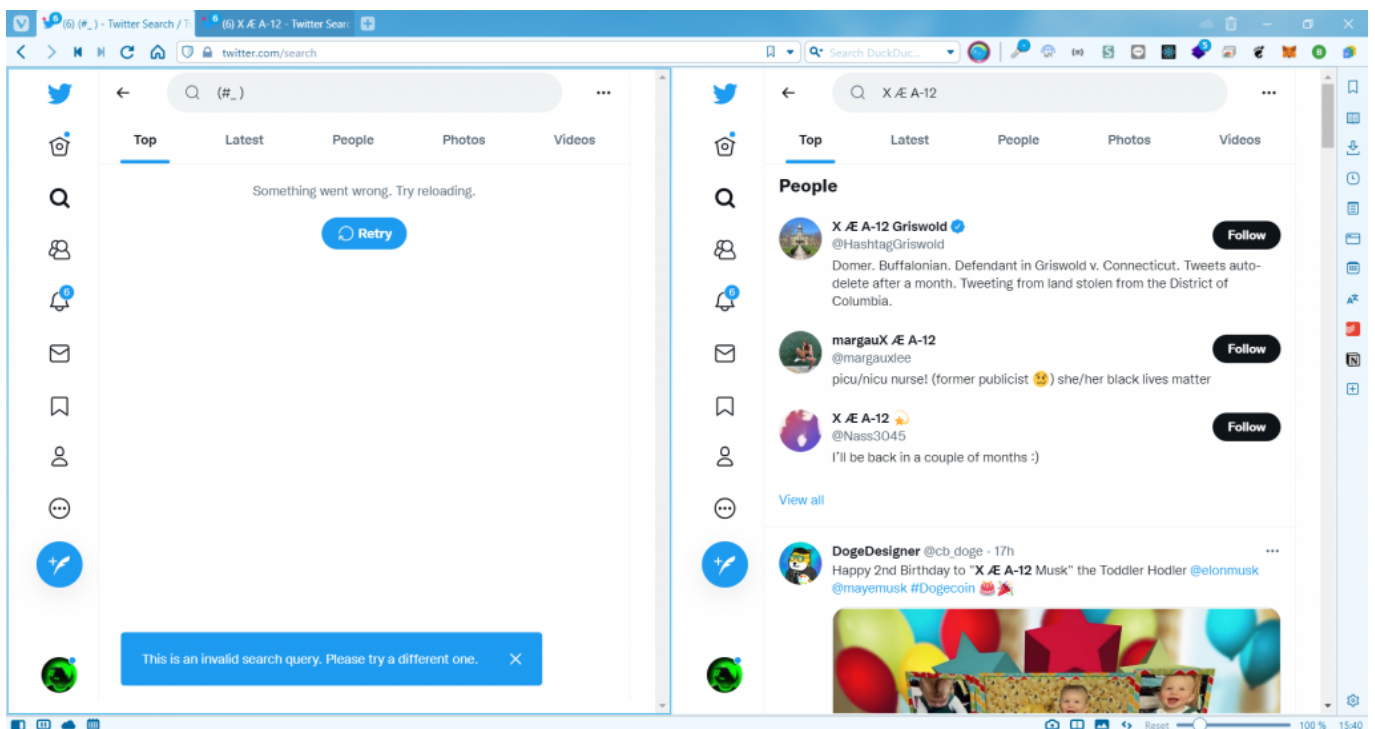 (6) (#_) - Twitter Search / T
(6) X Æ A-12 - Twitter Searc
twitter.com/search
Search DuckDuc...
(#_)
Top
Latest
People
Photos
Videos
Something went wrong. Try reloading.
Retry
6
This is an invalid search query. Please try a different one.
X Æ A-12
Top
Latest
People
Photos
Videos
People
X Æ A-12 Griswold
@HashtagGriswold
Follow
Domer. Buffalonian. Defendant in Griswold v. Connecticut. Tweets auto-
delete after a month. Tweeting from land stolen from the District of
Columbia.
margauX Æ A-12
@margauxlee
Follow
picu/nicu nurse! (former publicist 🤒) she/her black lives matter
X Æ A-12 💫
@Nass3045
Follow
I'll be back in a couple of months :)
View all
6
DogeDesigner @cb_doge · 17h
Happy 2nd Birthday to "X Æ A-12 Musk" the Toddler Hodler @elonmusk
@mayemusk #Dogecoin 🎂🎉
Reset
100 %
15:40